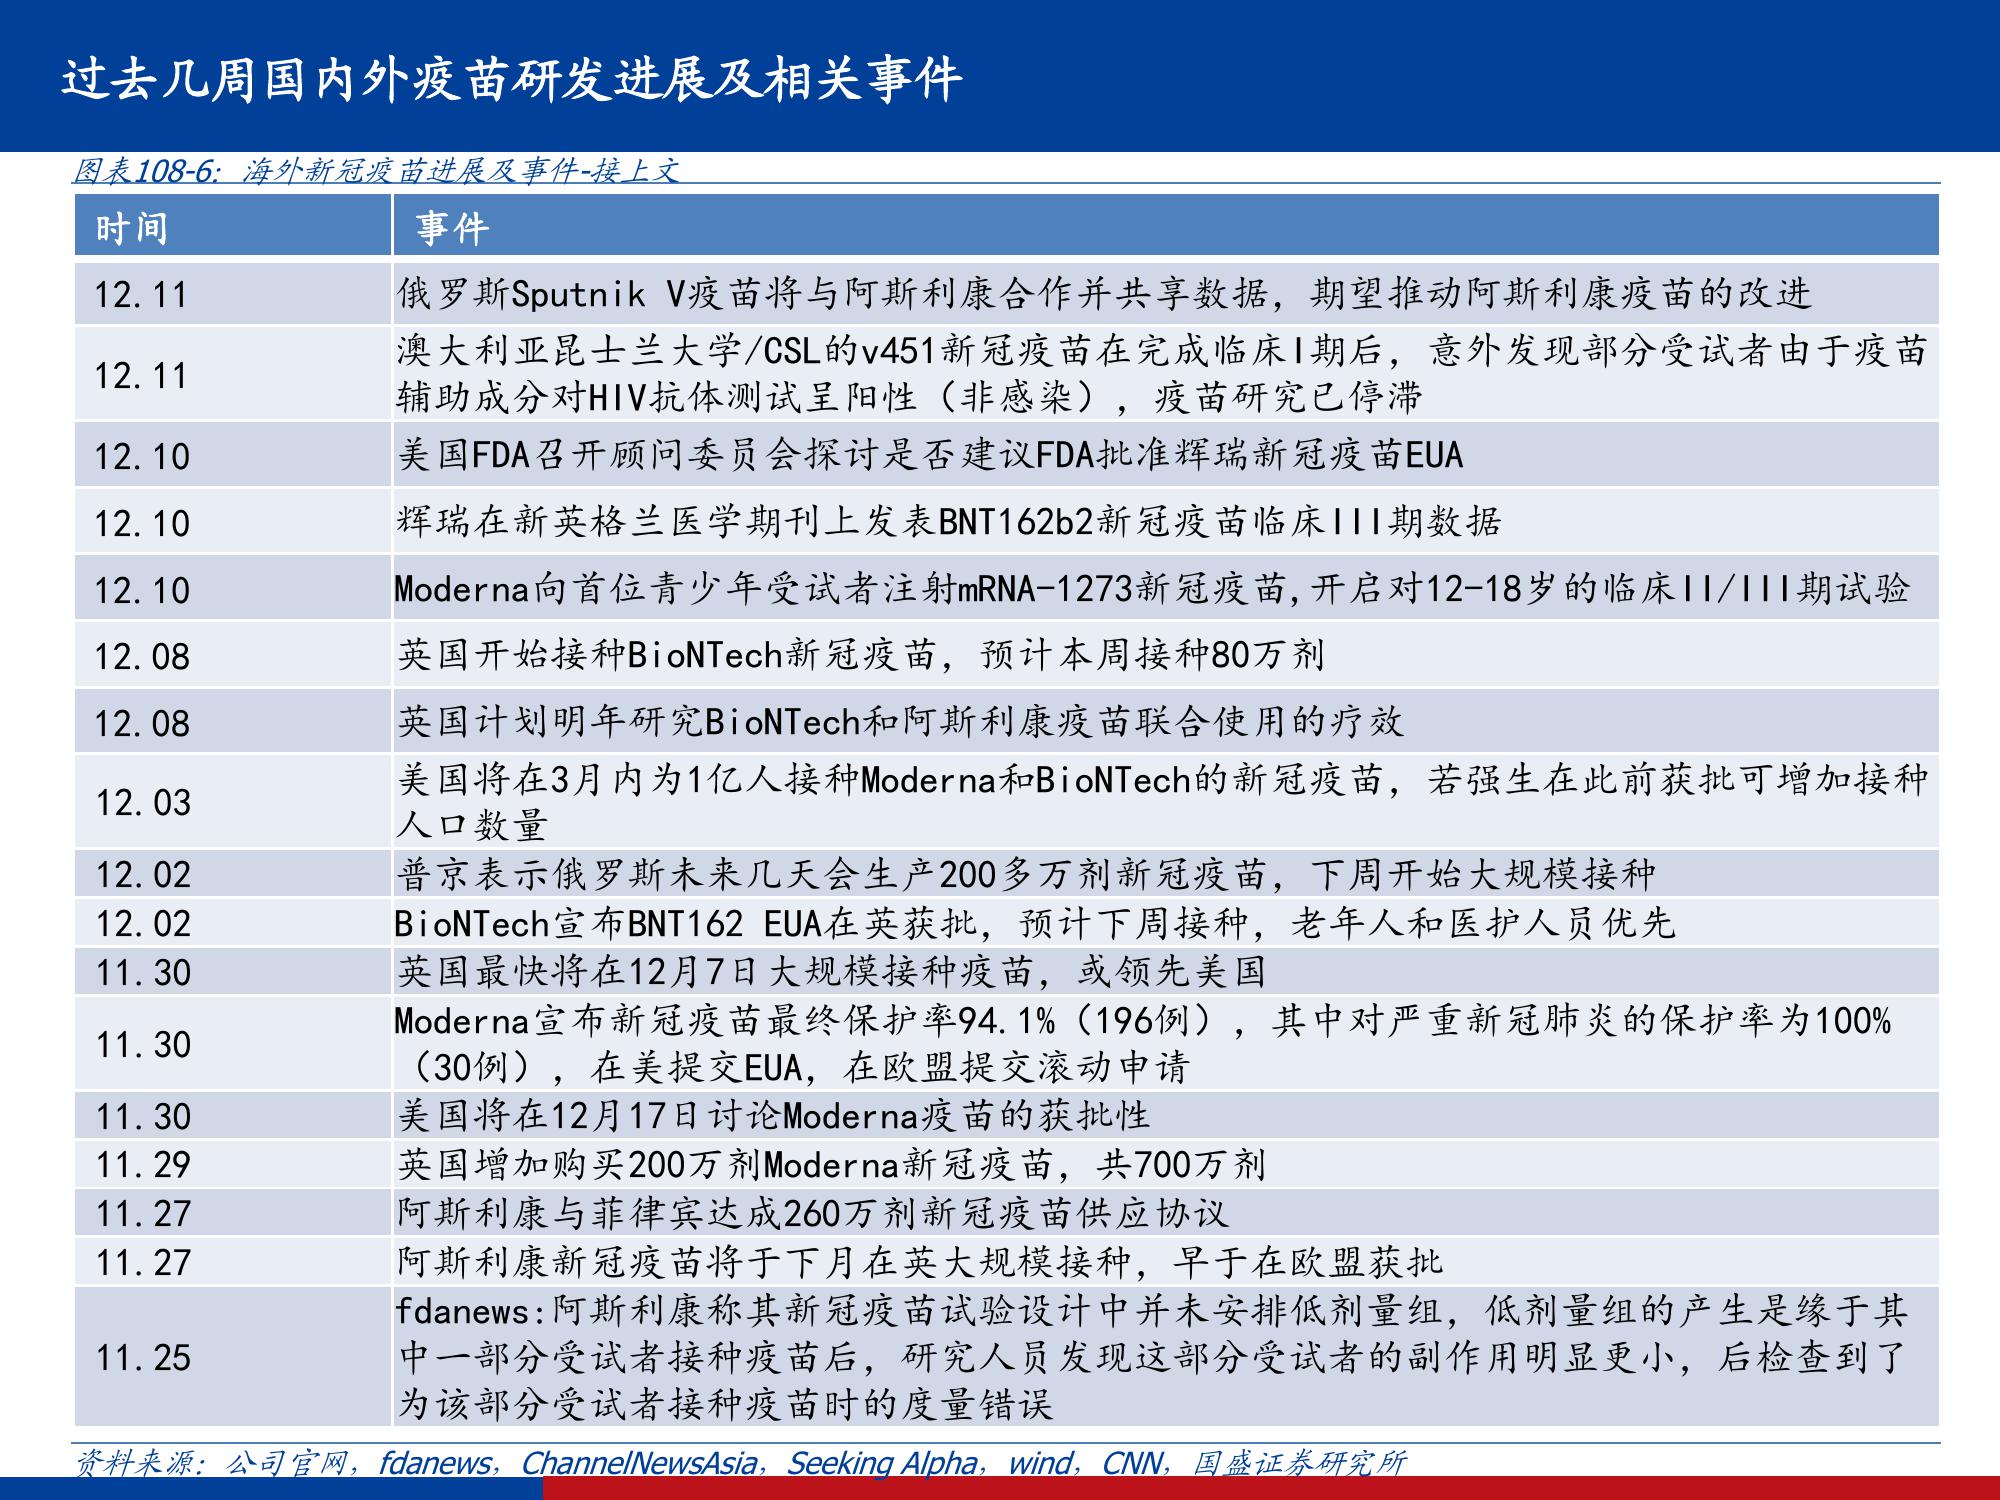 过去几周国内外疫苗研发进展及相关事件
图表108-6：海外新冠疫苗进展及事件-接上文
时间 事件
12.11 俄罗斯Sputnik V疫苗将与阿斯利康合作并共享数据，期望推动阿斯利康疫苗的改进
12.11 澳大利亚昆士兰大学/CSL的v451新冠疫苗在完成临床I期后，意外发现部分受试者由于疫苗
辅助成分对HIV抗体测试呈阳性（非感染），疫苗研究已停滞
12.10 美国FDA召开顾问委员会探讨是否建议FDA批准辉瑞新冠疫苗EUA
12.10 辉瑞在新英格兰医学期刊上发表BNT162b2新冠疫苗临床III期数据
12.10 Moderna向首位青少年受试者注射mRNA-1273新冠疫苗,开启对12-18岁的临床II/III期试验
12.08 英国开始接种BioNTech新冠疫苗，预计本周接种80万剂
12.08 英国计划明年研究BioNTech和阿斯利康疫苗联合使用的疗效
12.03 美国将在3月内为1亿人接种Moderna和BioNTech的新冠疫苗，若强生在此前获批可增加接种
人口数量
12.02 普京表示俄罗斯未来几天会生产200多万剂新冠疫苗，下周开始大规模接种
12.02 BioNTech宣布BNT162 EUA在英获批，预计下周接种，老年人和医护人员优先
11.30 英国最快将在12月7日大规模接种疫苗，或领先美国
11.30 Moderna宣布新冠疫苗最终保护率94.1%（196例），其中对严重新冠肺炎的保护率为100%
（30例），在美提交EUA，在欧盟提交滚动申请
11.30 美国将在12月17日讨论Moderna疫苗的获批性
11.29 英国增加购买200万剂Moderna新冠疫苗，共700万剂
11.27 阿斯利康与菲律宾达成260万剂新冠疫苗供应协议
11.27 阿斯利康新冠疫苗将于下月在英大规模接种，早于在欧盟获批
11.25 fdanews:阿斯利康称其新冠疫苗试验设计中并未安排低剂量组，低剂量组的产生是缘于其
中一部分受试者接种疫苗后，研究人员发现这部分受试者的副作用明显更小，后检查到了
为该部分受试者接种疫苗时的度量错误
资料来源：公司官网，fdanews，ChannelNewsAsia，Seeking Alpha，wind，CNN，国盛证券研究所